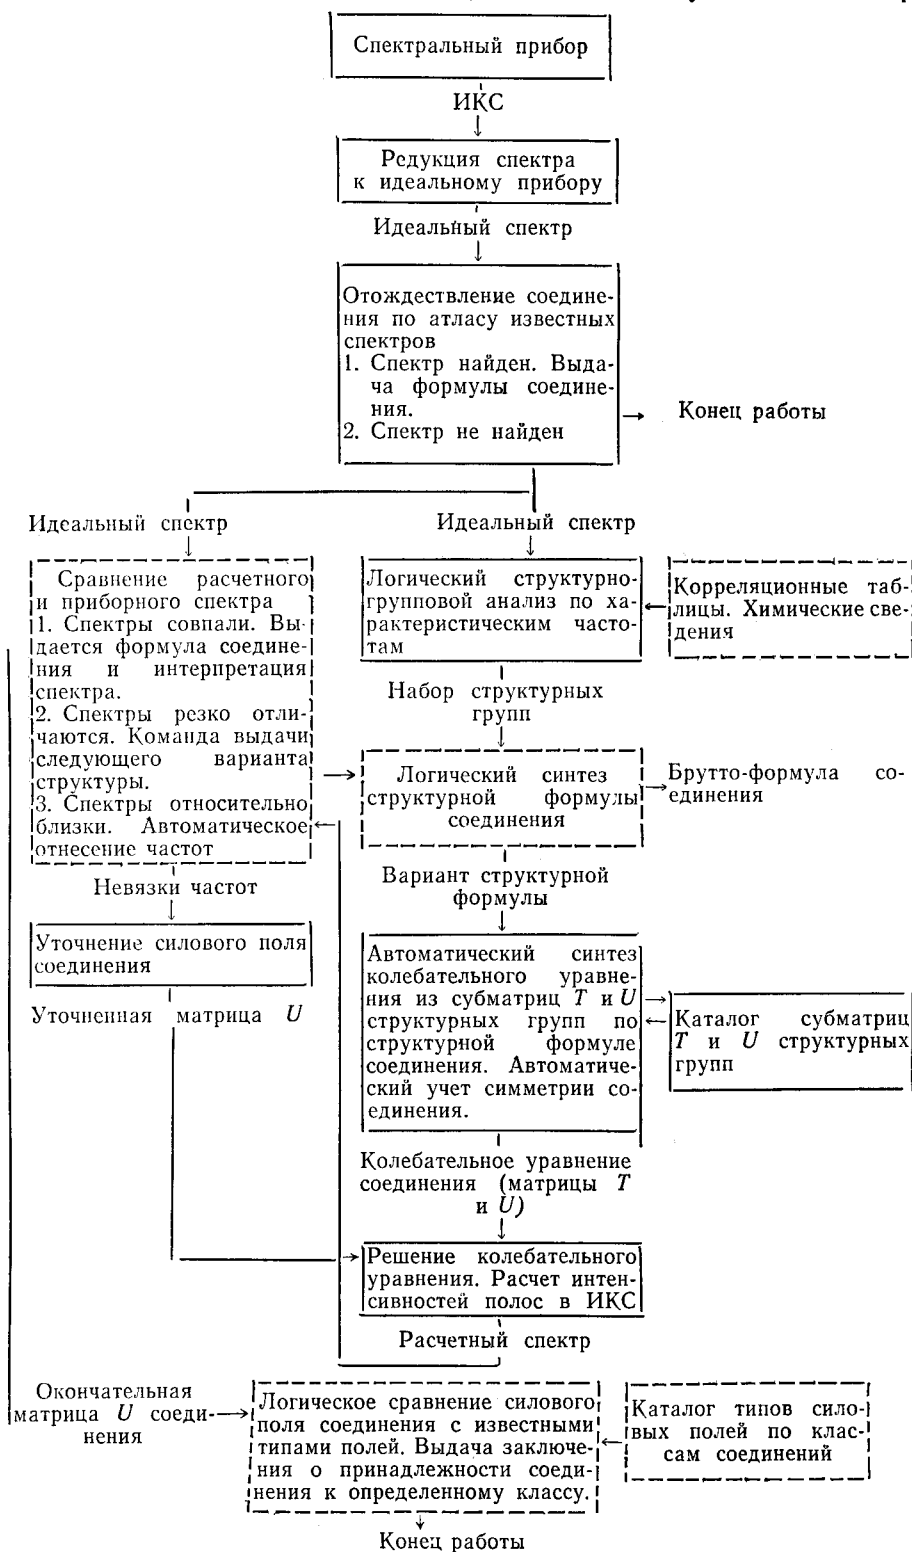 Спектральный прибор
ИКС
Редукция спектра
к идеальному прибору
Идеальный спектр
Отождествление соедине-
ния по атласу известных
спектров
1. Спектр найден. Выда-
ча формулы соедине-
ния.
2. Спектр не найден
Конец работы
Идеальный спектр
Идеальный спектр
Сравнение расчетного
и приборного спектра
1. Спектры совпали. Вы-
дается формула соедине-
ния и интерпретация
спектра.
2. Спектры резко отли-
чаются. Команда выдачи
следующего варианта
структуры.
3. Спектры относительно
близки. Автоматическое
отнесение частот
Логический структурно-
групповой анализ по ха-
рактеристическим часто-
там
Корреляционные таб-
лицы. Химические све-
дения
Набор структурных
групп
Логический синтез
структурной формулы
соединения
Брутто-формула со-
единения
Невязки частот
Вариант структурной
формулы
Уточнение силового поля
соединения
Автоматический синтез
колебательного уравне-
ния из субматриц T и U
структурных групп по
структурной формуле
соединения. Автоматиче-
ский учет симметрии со-
единения.
Каталог субматриц
T и U структурных
групп
Уточненная матрица U
Колебательное уравнение
соединения (матрицы T
и U)
Решение колебательного
уравнения. Расчет интен-
сивностей полос в ИКС
Расчетный спектр
Окончательная
матрица U соеди-
нения
Логическое сравнение силового
поля соединения с известными
типами полей. Выдача заключе-
ния о принадлежности соеди-
нения к определенному классу.
Каталог типов сило-
вых полей по клас-
сам соединений
Конец работы